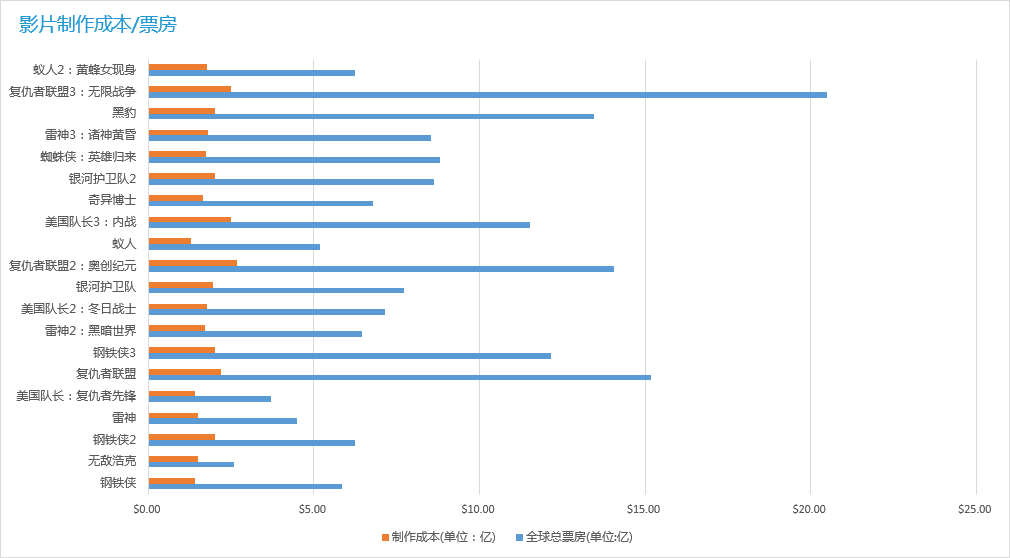 影片制作成本/票房
蚁人2：黄蜂女现身
复仇者联盟3：无限战争
黑豹
雷神3：诸神黄昏
蜘蛛侠：英雄归来
银河护卫队2
奇异博士
美国队长3：内战
蚁人
复仇者联盟2：奥创纪元
银河护卫队
美国队长2：冬日战士
雷神2：黑暗世界
钢铁侠3
复仇者联盟
美国队长：复仇者先锋
雷神
钢铁侠2
无敌浩克
钢铁侠
$0.00 $5.00 $10.00 $15.00 $20.00 $25.00
制作成本(单位：亿) 全球总票房(单位:亿)